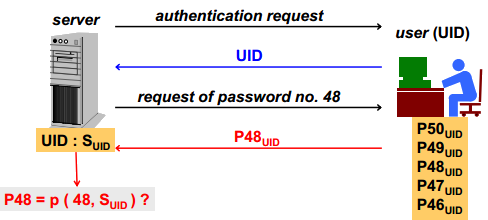 server
authentication request
user (UID)
UID
request of password no. 48
UID : SUID
P48UID
P50UID
P49UID
P48UID
P47UID
P46UID
P48 = p ( 48, SUID ) ?